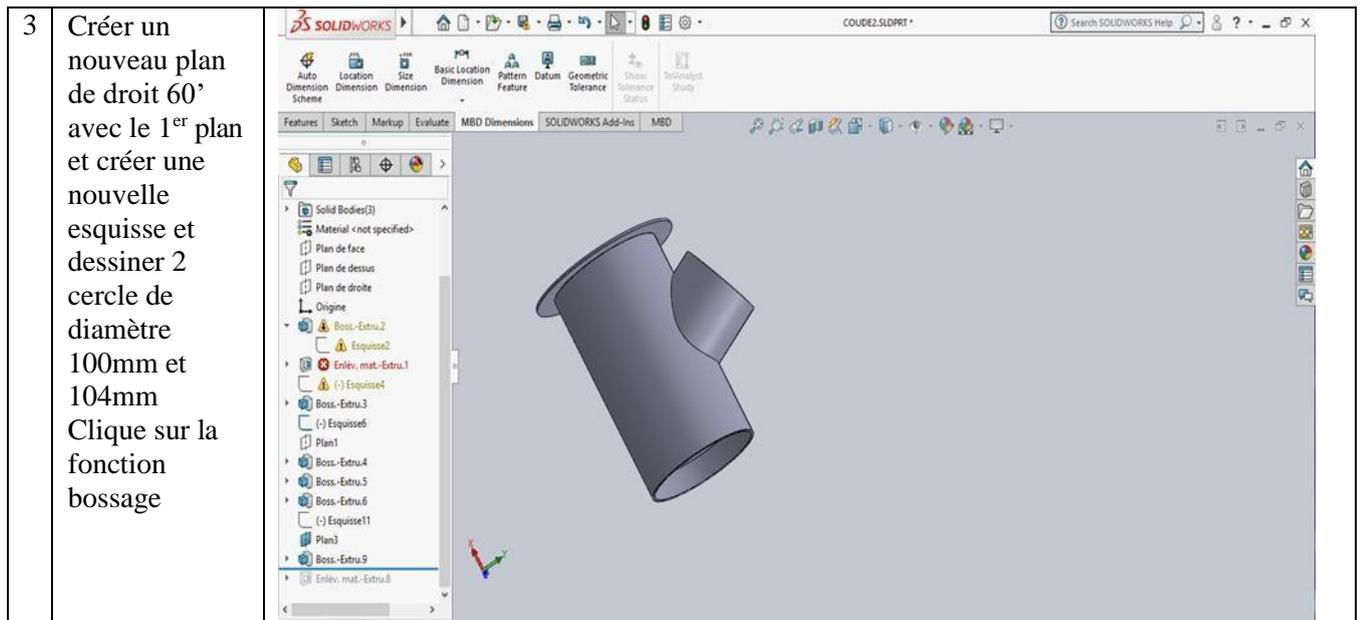 3
Créer un
nouveau plan
de droit 60’
avec le 1er plan
et créer une
nouvelle
esquisse et
dessiner 2
cercle de
diamètre
100mm et
104mm
Clique sur la
fonction
bossage
SOLIDWORKS
COUDE2.SLDPRT *
Search SOLIDWORKS Help
Auto Dimension Scheme
Location Dimension
Size Dimension
Basic Location Dimension
Pattern Feature
Datum
Geometric Tolerance
Show Tolerance Status
TolAnalyst Study
Features Sketch Markup Evaluate MBD Dimensions SOLIDWORKS Add-Ins MBD
Solid Bodies(3)
Material <not specified>
Plan de face
Plan de dessus
Plan de droite
Origine
Boss.-Extru.2
Esquisse2
Enlèv. mat.-Extru.1
(-) Esquisse4
Boss.-Extru.3
(-) Esquisse6
Plan1
Boss.-Extru.4
Boss.-Extru.5
Boss.-Extru.6
(-) Esquisse11
Plan3
Boss.-Extru.9
Enlèv. mat.-Extru.8